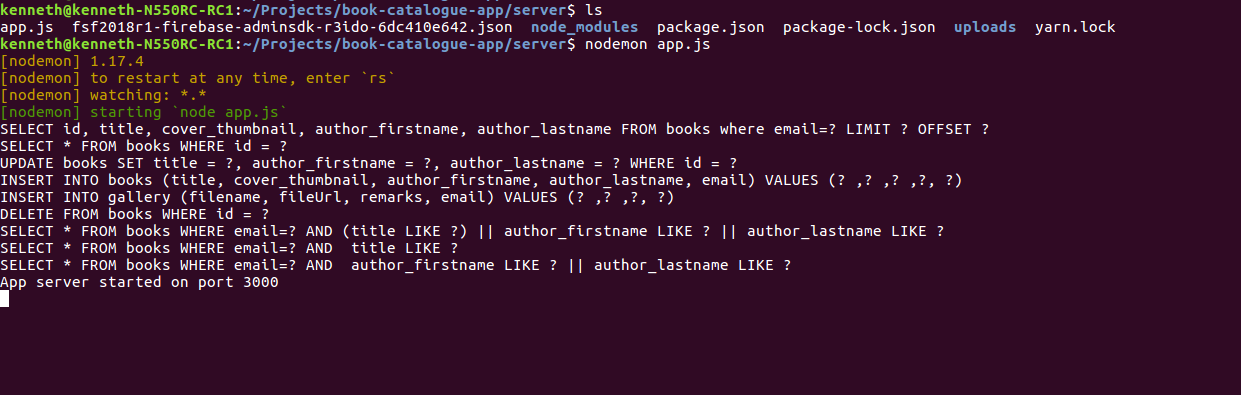 kenneth@kenneth-N550RC-RC1:~/Projects/book-catalogue-app/server$ ls
app.js  fsf2018r1-firebase-adminsdk-r3ido-6dc410e642.json  node_modules  package.json  package-lock.json  uploads  yarn.lock
kenneth@kenneth-N550RC-RC1:~/Projects/book-catalogue-app/server$ nodemon app.js
[nodemon] 1.17.4
[nodemon] to restart at any time, enter `rs`
[nodemon] watching: *.*
[nodemon] starting `node app.js`
SELECT id, title, cover_thumbnail, author_firstname, author_lastname FROM books where email=? LIMIT ? OFFSET ?
SELECT * FROM books WHERE id = ?
UPDATE books SET title = ?, author_firstname = ?, author_lastname = ? WHERE id = ?
INSERT INTO books (title, cover_thumbnail, author_firstname, author_lastname, email) VALUES (? ,? ,? ,?, ?)
INSERT INTO gallery (filename, fileUrl, remarks, email) VALUES (? ,? ,?, ?)
DELETE FROM books WHERE id = ?
SELECT * FROM books WHERE email=? AND (title LIKE ?) || author_firstname LIKE ? || author_lastname LIKE ?
SELECT * FROM books WHERE email=? AND  title LIKE ?
SELECT * FROM books WHERE email=? AND  author_firstname LIKE ? || author_lastname LIKE ?
App server started on port 3000